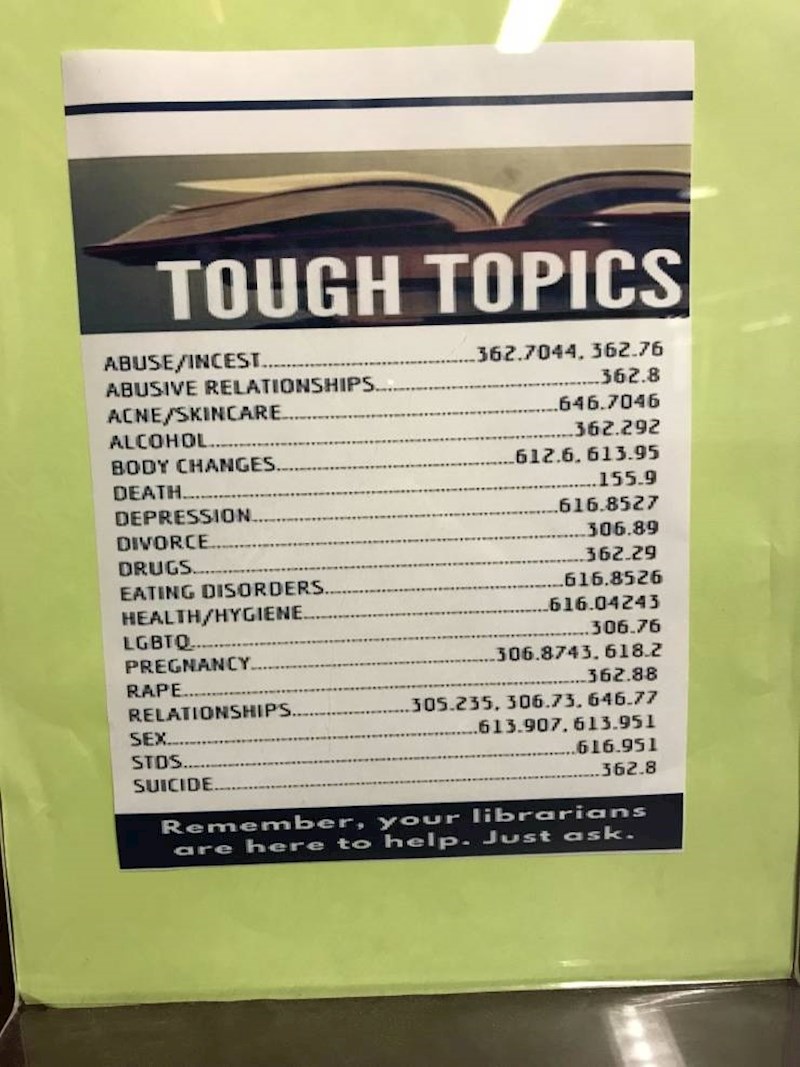 TOUGH TOPICS
ABUSE/INCEST..........362.7044, 362.76
ABUSIVE RELATIONSHIPS..........362.8
ACNE/SKINCARE..........646.7046
ALCOHOL..........362.292
BODY CHANGES..........612.6, 613.95
DEATH..........155.9
DEPRESSION..........616.8527
DIVORCE..........306.89
DRUGS..........362.29
EATING DISORDERS..........616.8526
HEALTH/HYGIENE..........616.04243
LGBTQ..........306.76
PREGNANCY..........306.8743, 618.2
RAPE..........362.88
RELATIONSHIPS..........305.235, 306.73, 646.77
SEX..........613.907, 613.951
STDS..........616.951
SUICIDE..........362.8
Remember, your librarians
are here to help. Just ask.